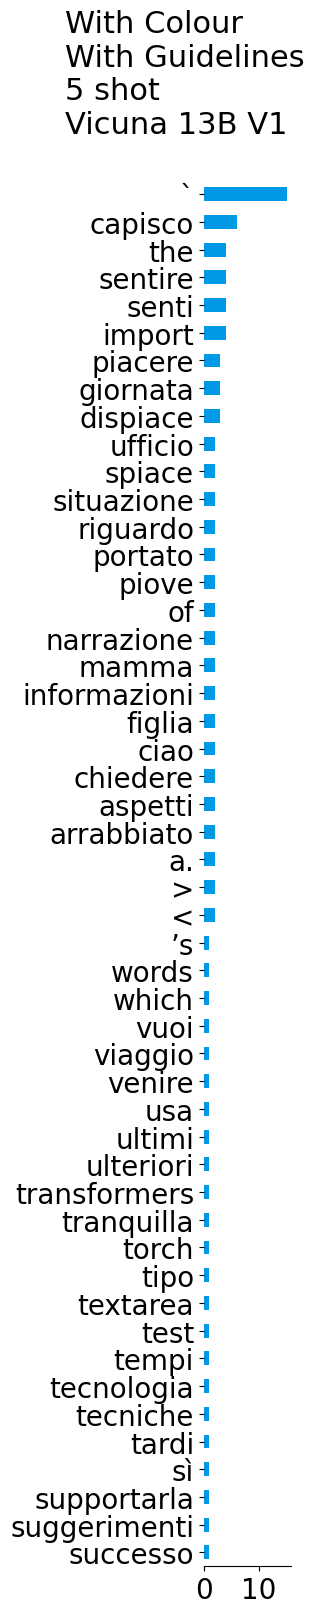 With Colour
With Guidelines
5 shot
Vicuna 13B V1
`
capisco
the
sentire
senti
import
piacere
giornata
dispiace
ufficio
spiace
situazione
riguardo
portato
piove
of
narrazione
mamma
informazioni
figlia
ciao
chiedere
aspetti
arrabbiato
a.
>
<
’s
words
which
vuoi
viaggio
venire
usa
ultimi
ulteriori
transformers
tranquilla
torch
tipo
textarea
test
tempi
tecnologia
tecniche
tardi
sì
supportarla
suggerimenti
successo
0 10